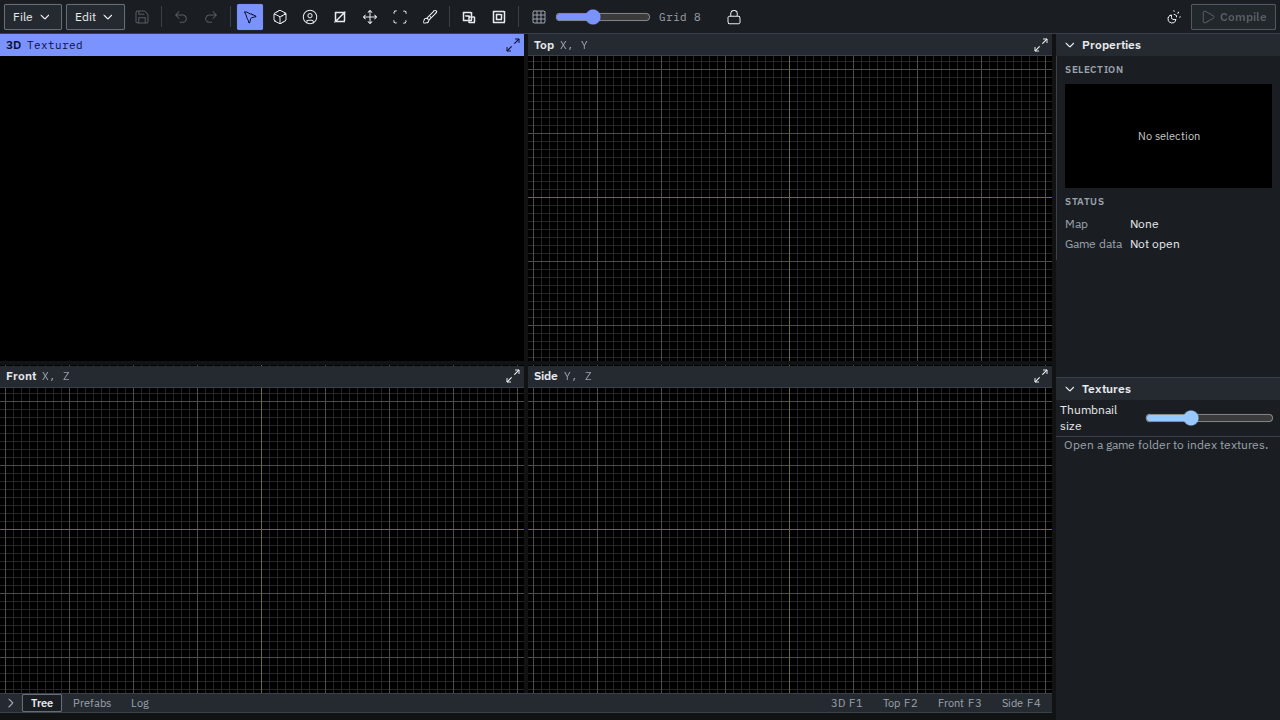 File Edit Grid 8 Compile
3D Textured
Top X, Y
Properties
SELECTION
No selection
STATUS
Map None
Game data Not open
Front X, Z
Side Y, Z
Textures
Thumbnail
size
Open a game folder to index textures.
Tree Prefabs Log 3D F1 Top F2 Front F3 Side F4